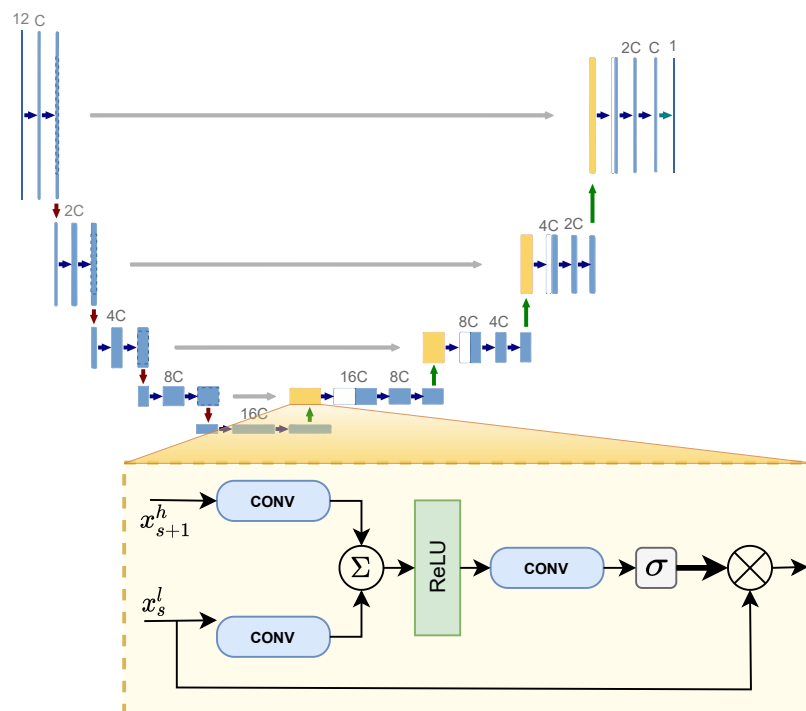 12 C
2C C 1
2C
4C 2C
4C
8C 4C
8C
16C 8C
16C
x^h_{s+1}
CONV
Σ
ReLU
CONV
σ
x^l_s
CONV